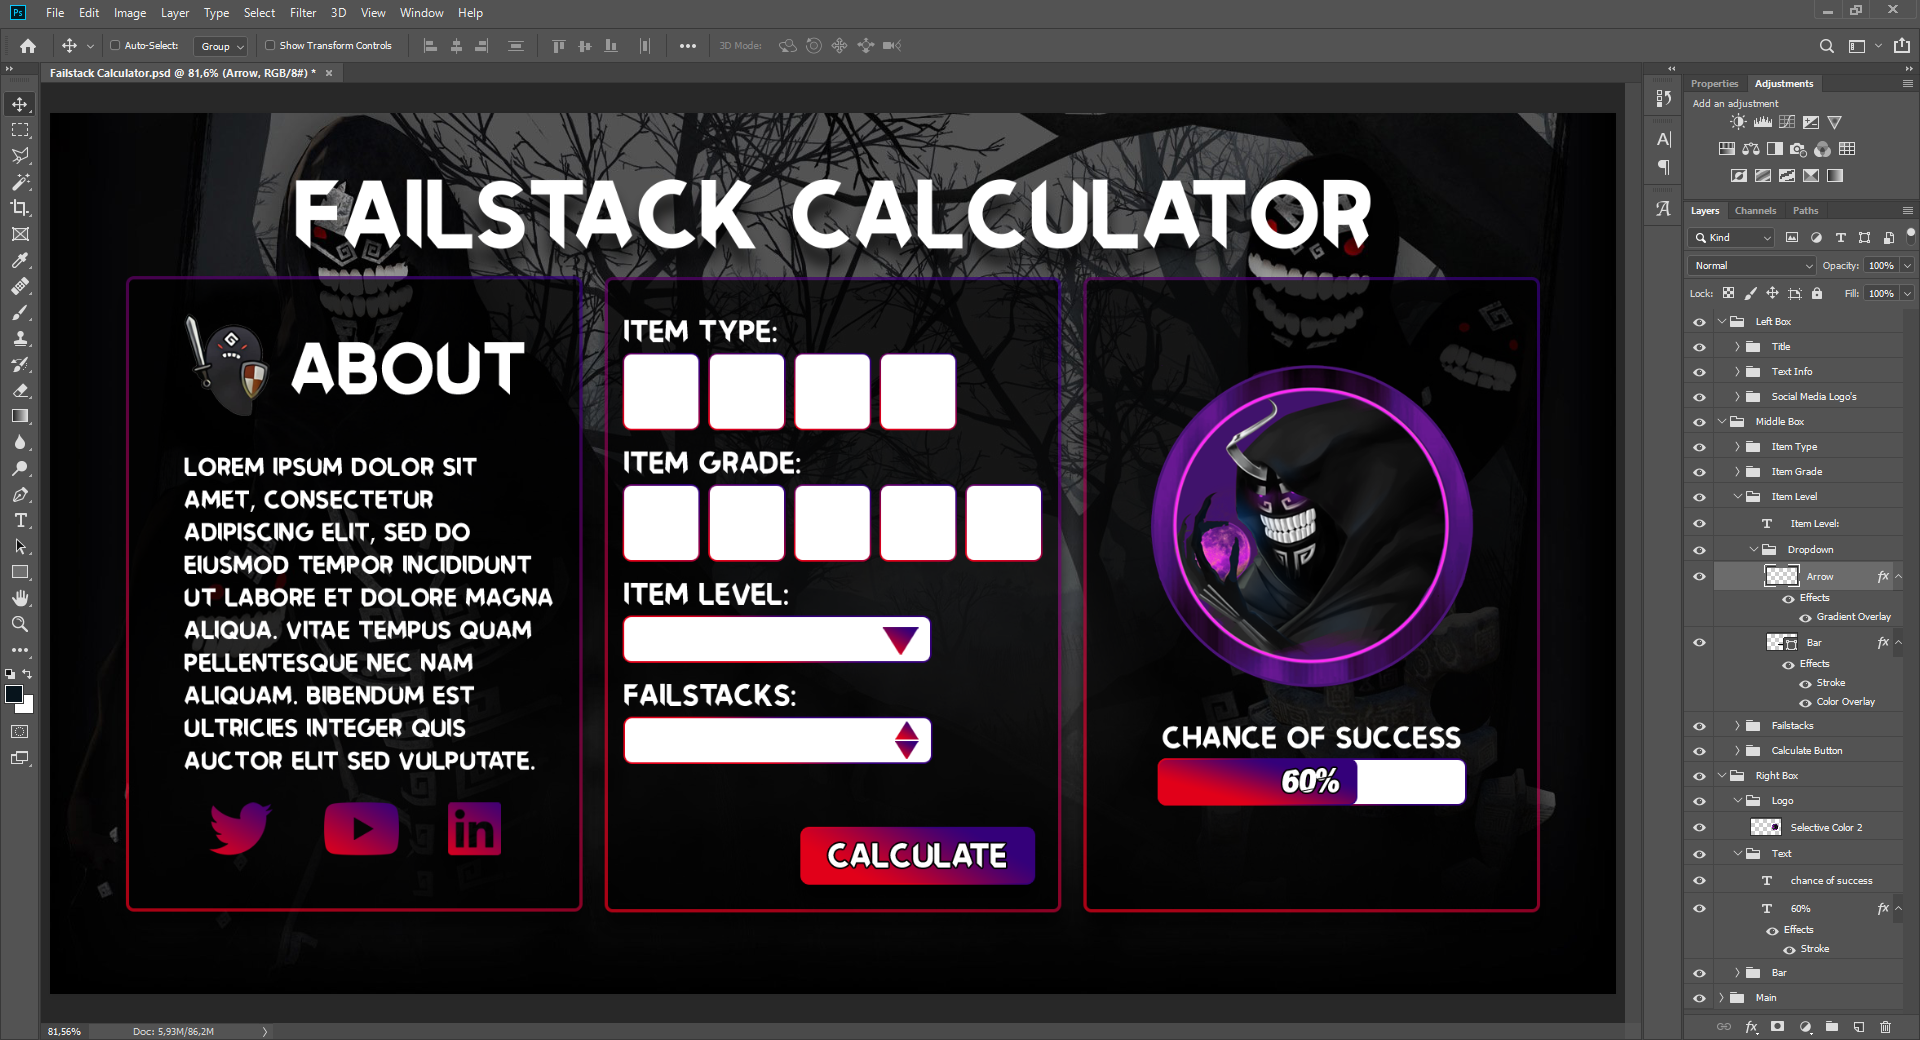 Ps File Edit Image Layer Type Select Filter 3D View Window Help
Auto-Select: Group Show Transform Controls 3D Mode:
Failstack Calculator.psd @ 81,6% (Arrow, RGB/8#) *
FAILSTACK CALCULATOR
ABOUT
LOREM IPSUM DOLOR SIT
AMET, CONSECTETUR
ADIPISCING ELIT, SED DO
EIUSMOD TEMPOR INCIDIDUNT
UT LABORE ET DOLORE MAGNA
ALIQUA. VITAE TEMPUS QUAM
PELLENTESQUE NEC NAM
ALIQUAM. BIBENDUM EST
ULTRICIES INTEGER QUIS
AUCTOR ELIT SED VULPUTATE.
in
ITEM TYPE:
ITEM GRADE:
ITEM LEVEL:
FAILSTACKS:
CALCULATE
CHANCE OF SUCCESS
60%
Properties Adjustments
Add an adjustment
Layers Channels Paths
Kind
Normal Opacity: 100%
Lock: Fill: 100%
Left Box
Title
Text Info
Social Media Logo's
Middle Box
Item Type
Item Grade
Item Level
Item Level:
Dropdown
Arrow fx
Effects
Gradient Overlay
Bar fx
Effects
Stroke
Color Overlay
Failstacks
Calculate Button
Right Box
Logo
Selective Color 2
Text
chance of success
60% fx
Effects
Stroke
Bar
Main
81,56% Doc: 5,93M/86,2M